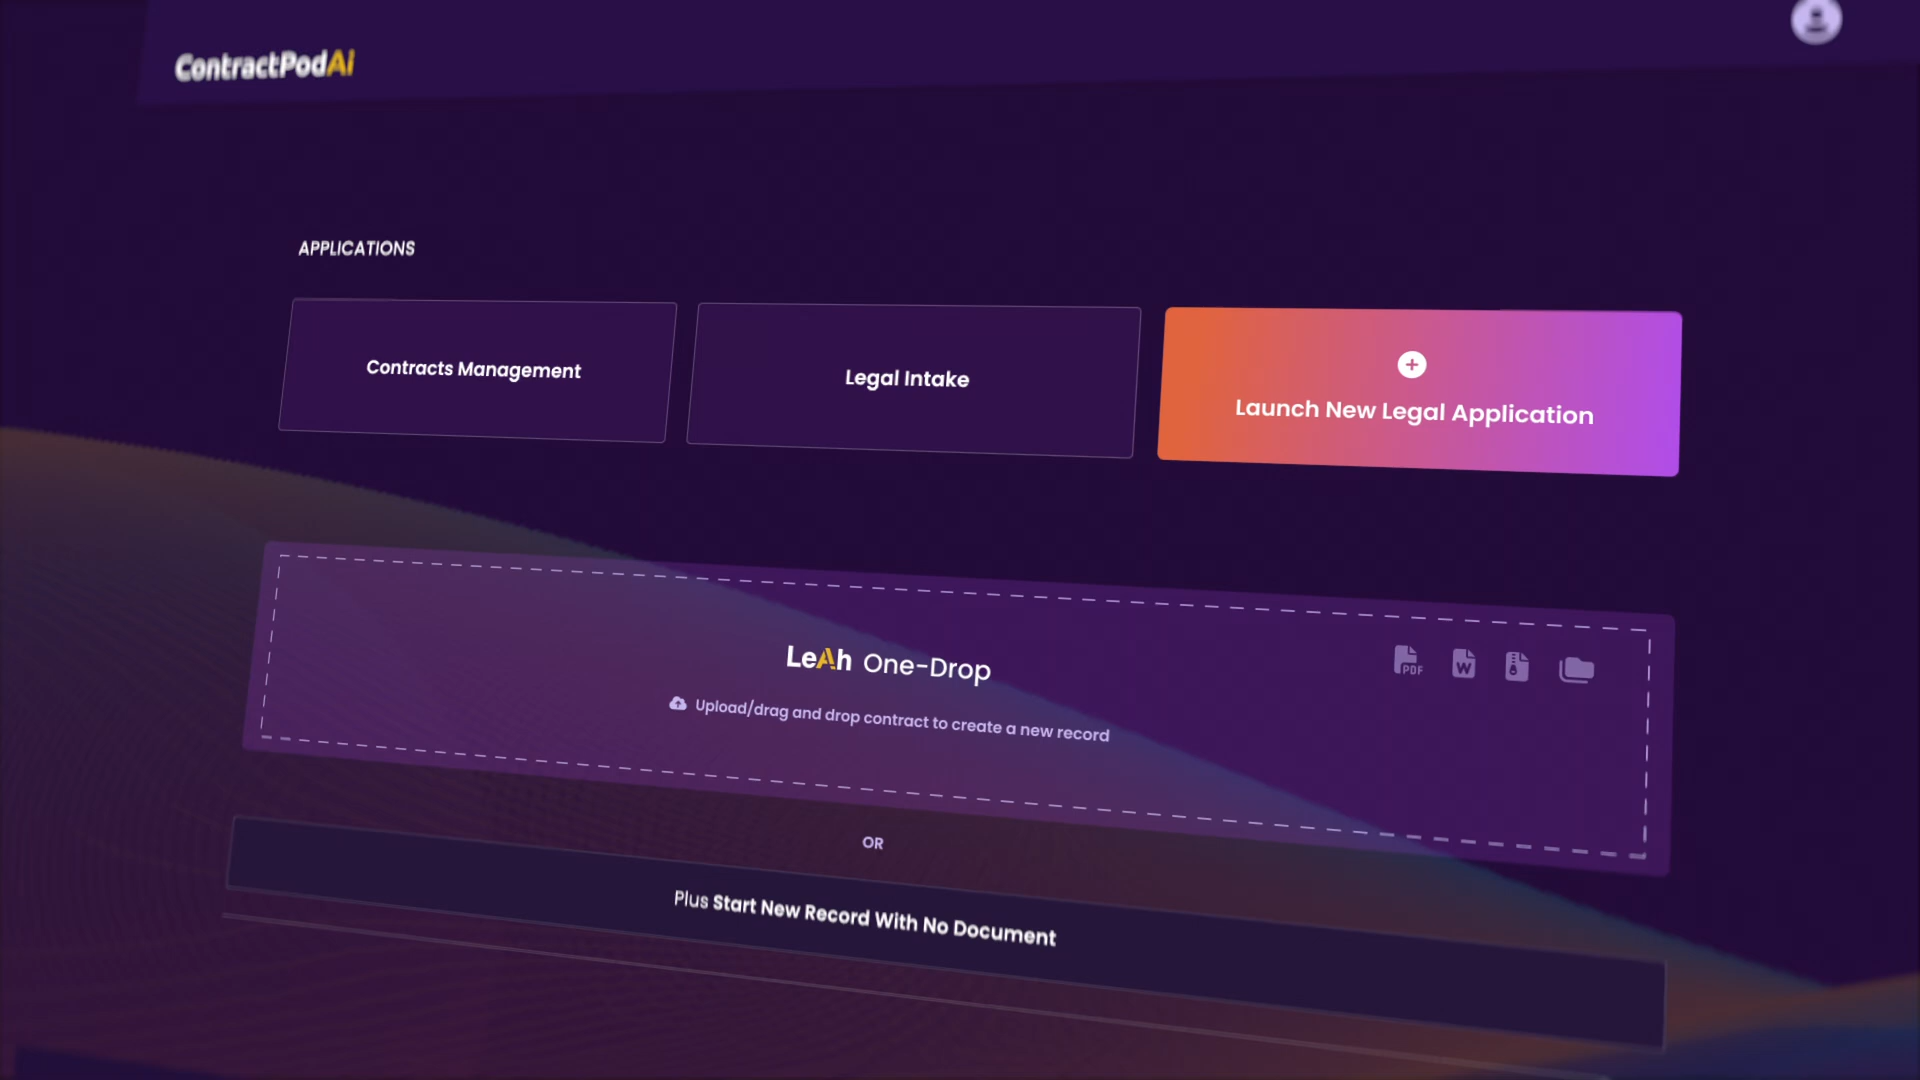 ContractPodAi
APPLICATIONS
Contracts Management
Legal Intake
Launch New Legal Application
LeAh One-Drop
PDF
W
Upload/drag and drop contract to create a new record
OR
Plus Start New Record With No Document